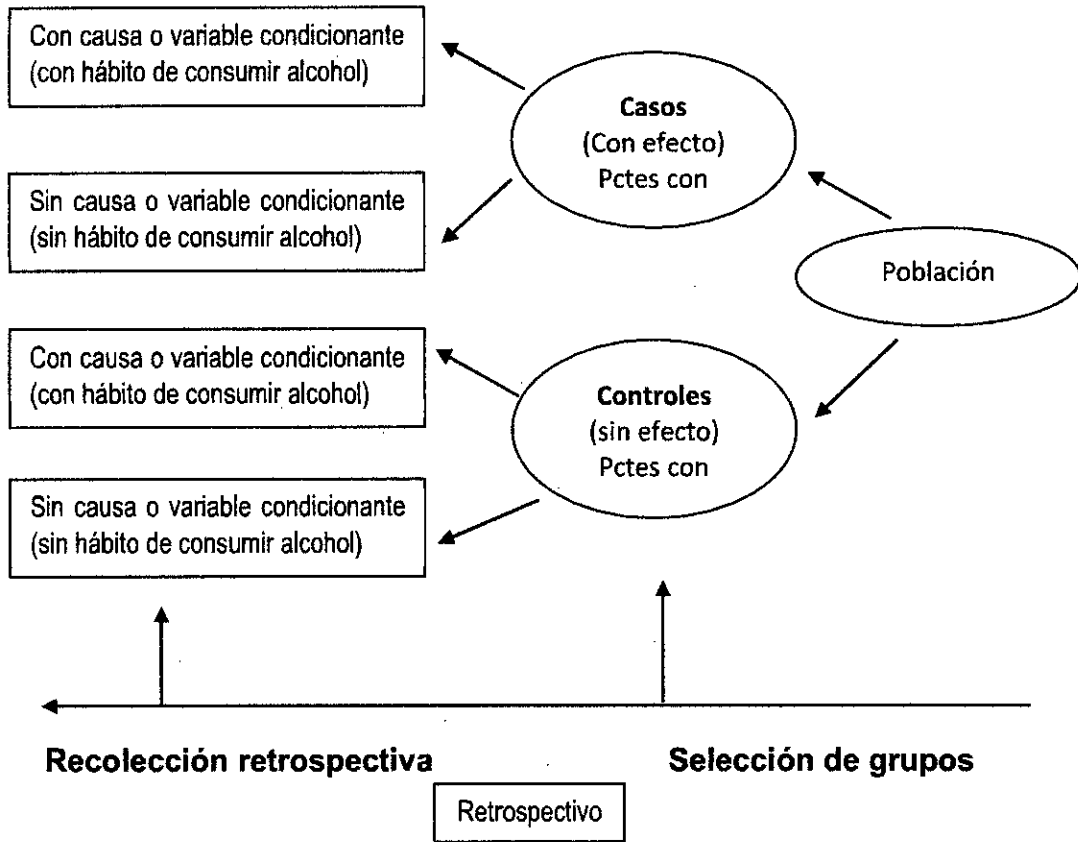 Con causa o variable condicionante
(con hábito de consumir alcohol)
Sin causa o variable condicionante
(sin hábito de consumir alcohol)
Con causa o variable condicionante
(con hábito de consumir alcohol)
Sin causa o variable condicionante
(sin hábito de consumir alcohol)
Casos
(Con efecto)
Pctes con
Controles
(sin efecto)
Pctes con
Población
Recolección retrospectiva
Selección de grupos
Retrospectivo